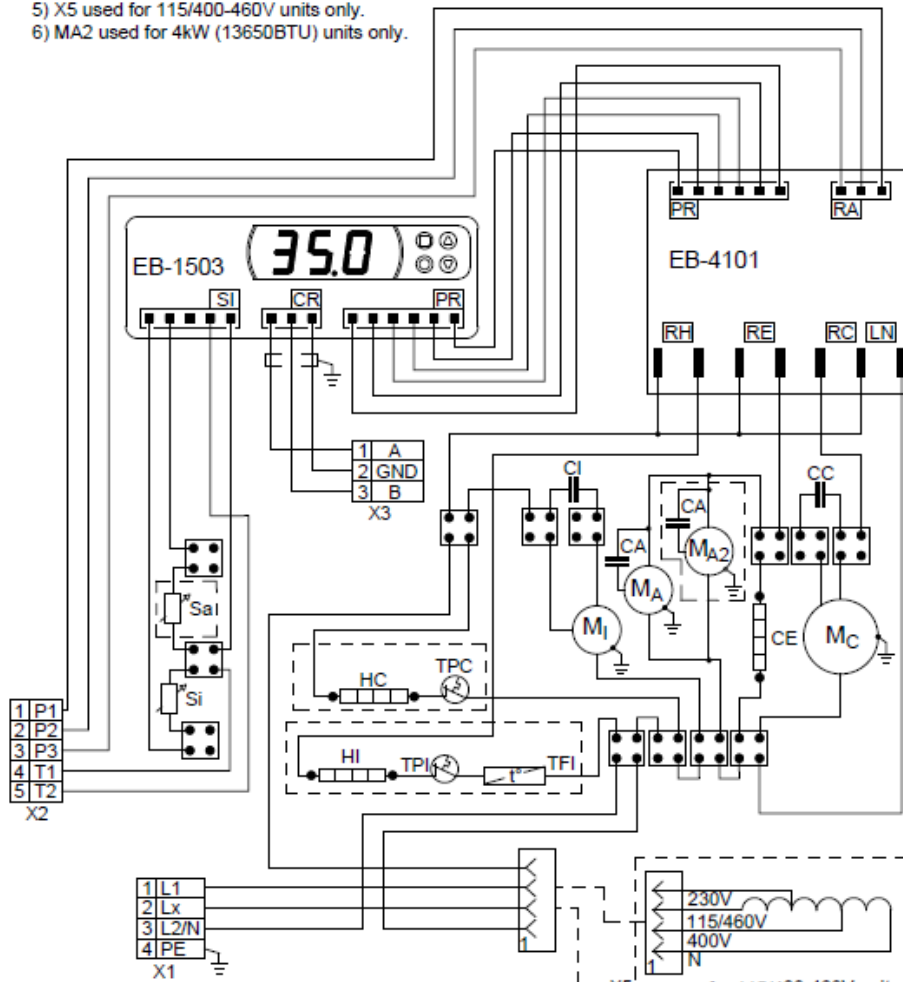 5) X5 used for 115/400-460V units only.
6) MA2 used for 4kW (13650BTU) units only.
PR
RA
EB-4101
EB-1503
35.0
SI
CR
PR
RH
RE
RC
LN
1 A
2 GND
3 B
X3
CI
CC
CA
CA
MA2
MA
MI
CE
MC
Sa
Si
HC
TPC
HI
TPI
t°
TFI
1 P1
2 P2
3 P3
4 T1
5 T2
X2
1 L1
2 Lx
3 L2/N
4 PE
X1
1
230V
115/460V
400V
N
1